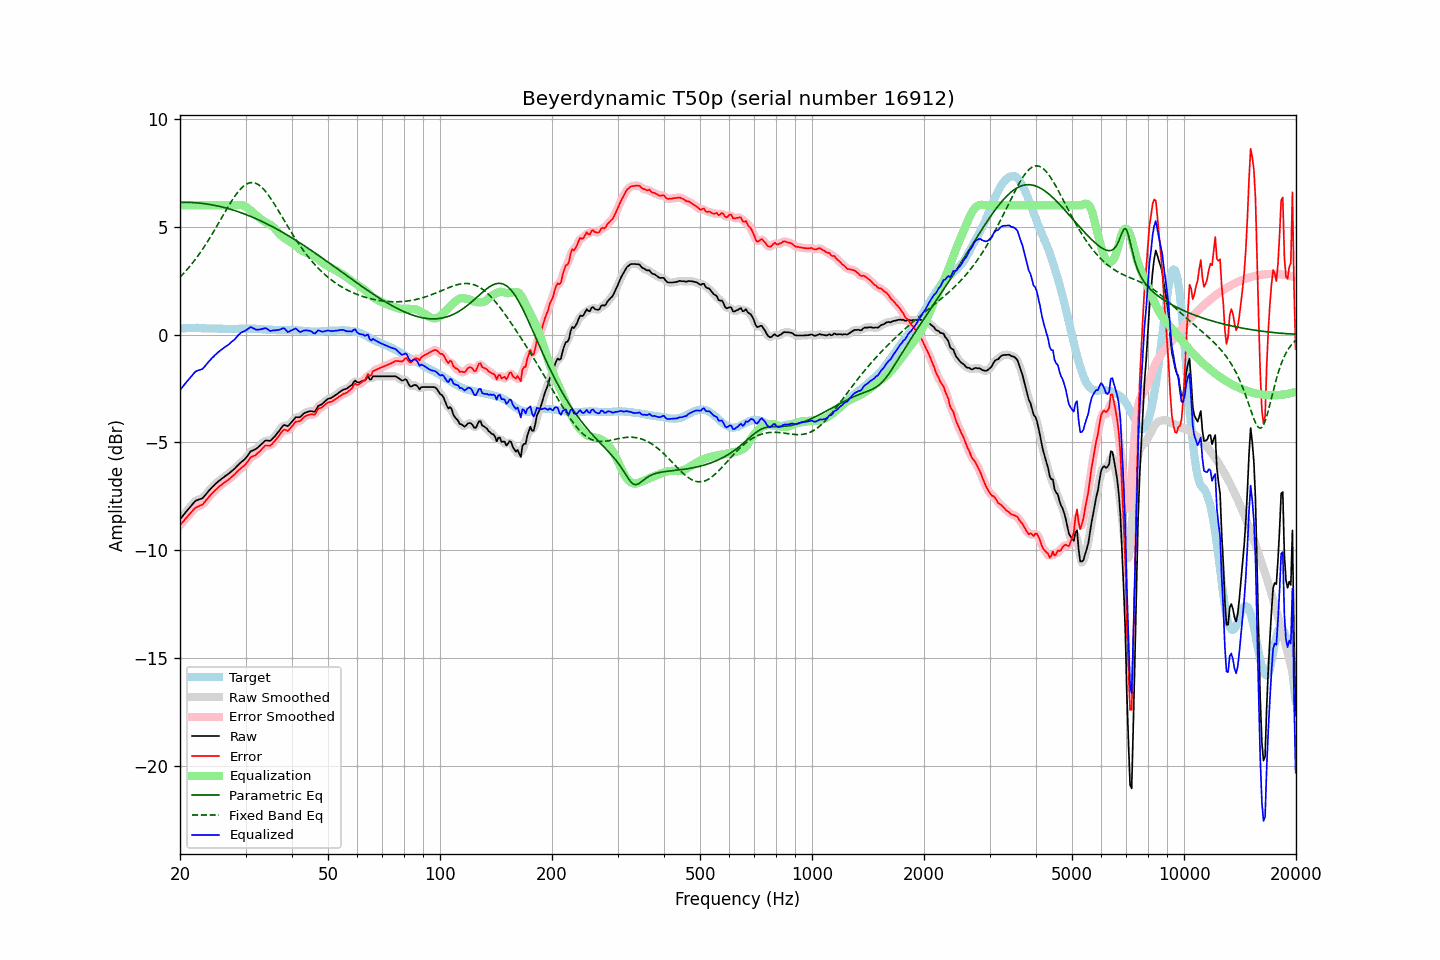 Beyerdynamic T50p (serial number 16912)
Amplitude (dBr)
10
5
0
−5
−10
−15
−20
Target
Raw Smoothed
Error Smoothed
Raw
Error
Equalization
Parametric Eq
Fixed Band Eq
Equalized
20 50 100 200 500 1000 2000 5000 10000 20000
Frequency (Hz)